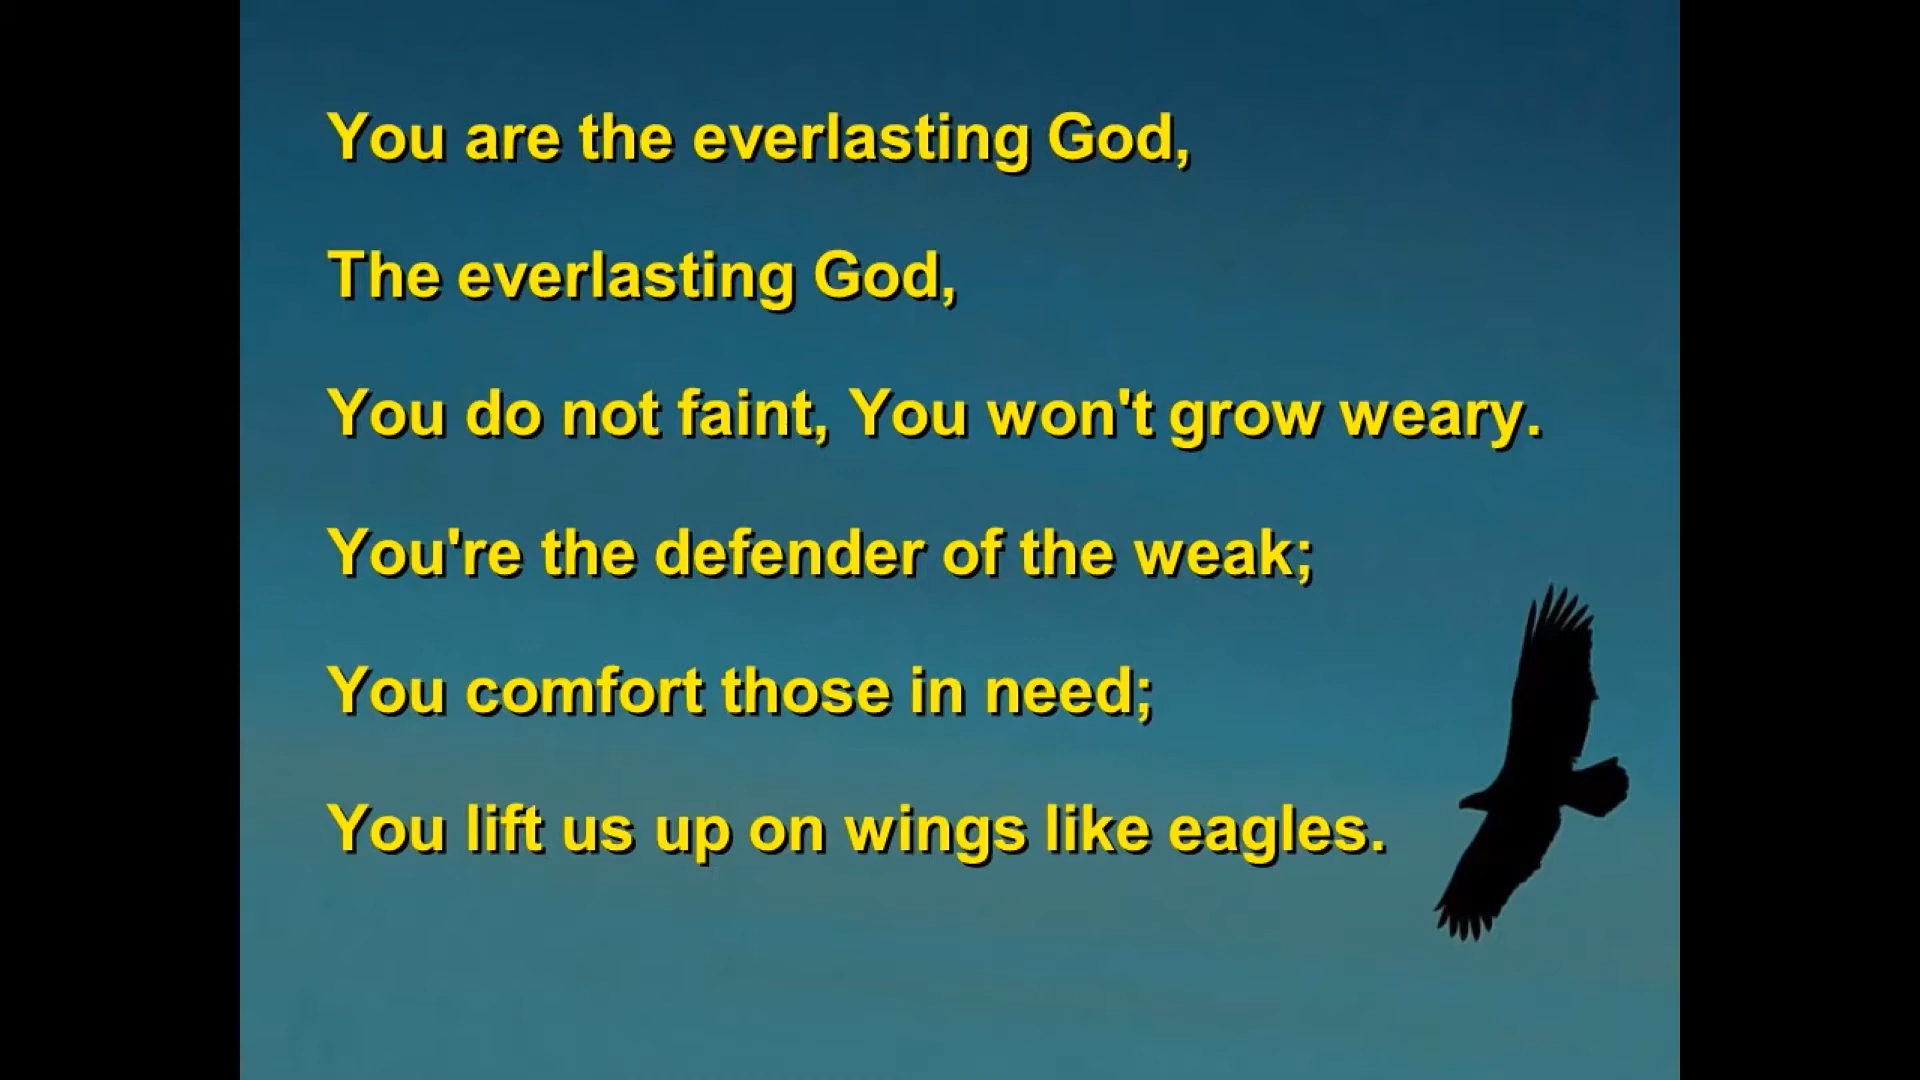 You are the everlasting God,
The everlasting God,
You do not faint, You won't grow weary.
You're the defender of the weak;
You comfort those in need;
You lift us up on wings like eagles.